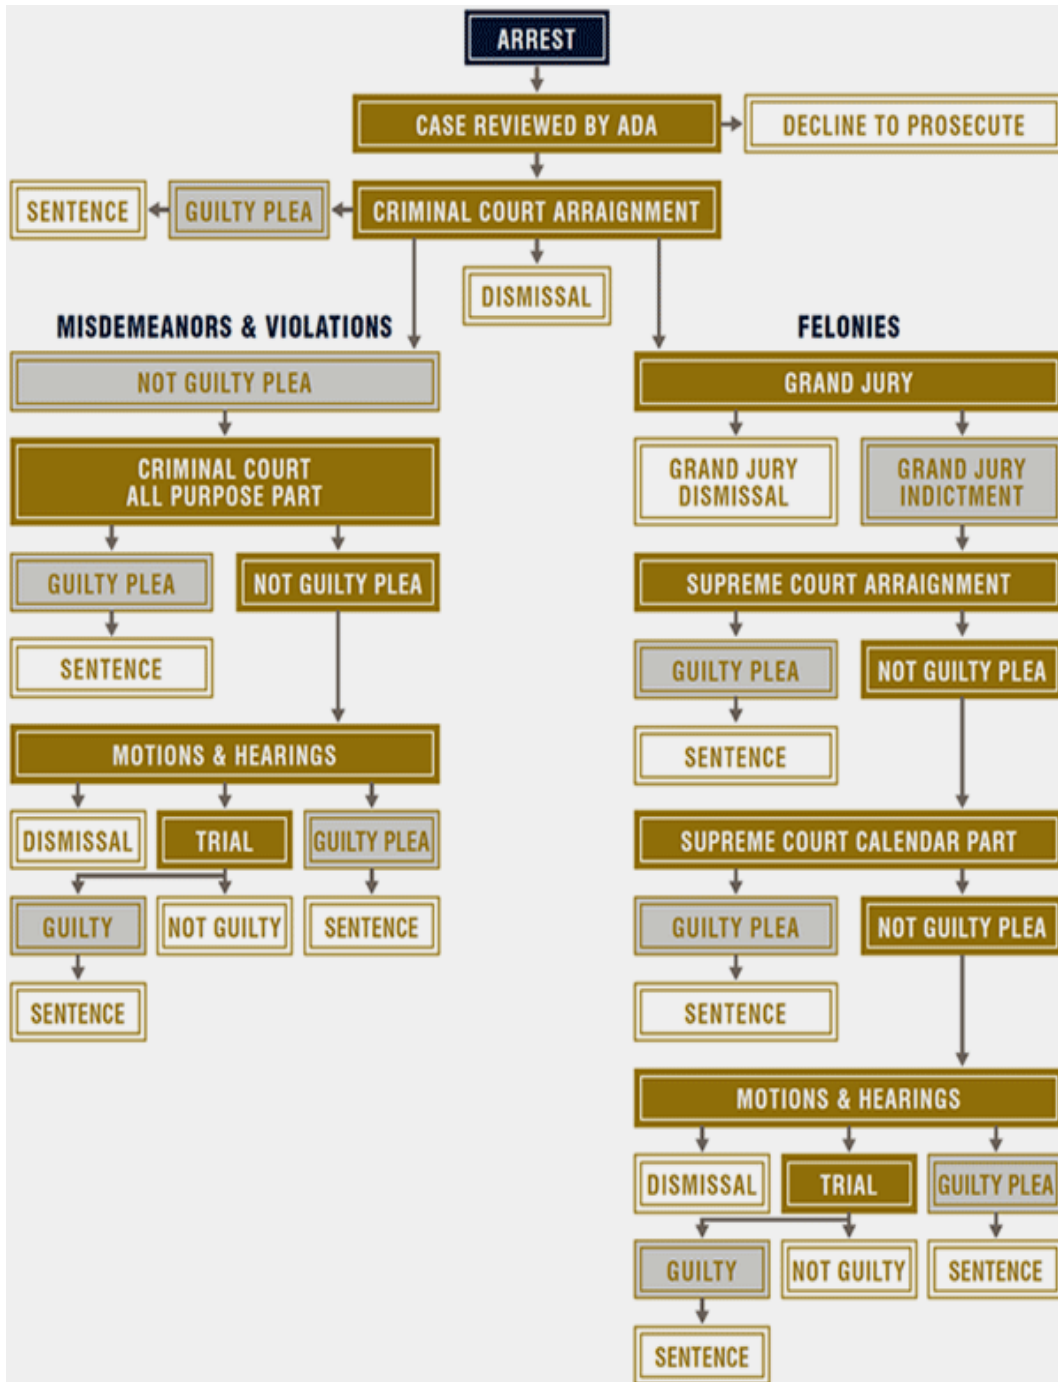 ARREST
CASE REVIEWED BY ADA
DECLINE TO PROSECUTE
SENTENCE
GUILTY PLEA
CRIMINAL COURT ARRAIGNMENT
DISMISSAL
MISDEMEANORS & VIOLATIONS
NOT GUILTY PLEA
CRIMINAL COURT
ALL PURPOSE PART
GUILTY PLEA
NOT GUILTY PLEA
SENTENCE
MOTIONS & HEARINGS
DISMISSAL
TRIAL
GUILTY PLEA
GUILTY
NOT GUILTY
SENTENCE
SENTENCE
FELONIES
GRAND JURY
GRAND JURY
DISMISSAL
GRAND JURY
INDICTMENT
SUPREME COURT ARRAIGNMENT
GUILTY PLEA
NOT GUILTY PLEA
SENTENCE
SUPREME COURT CALENDAR PART
GUILTY PLEA
NOT GUILTY PLEA
SENTENCE
MOTIONS & HEARINGS
DISMISSAL
TRIAL
GUILTY PLEA
GUILTY
NOT GUILTY
SENTENCE
SENTENCE